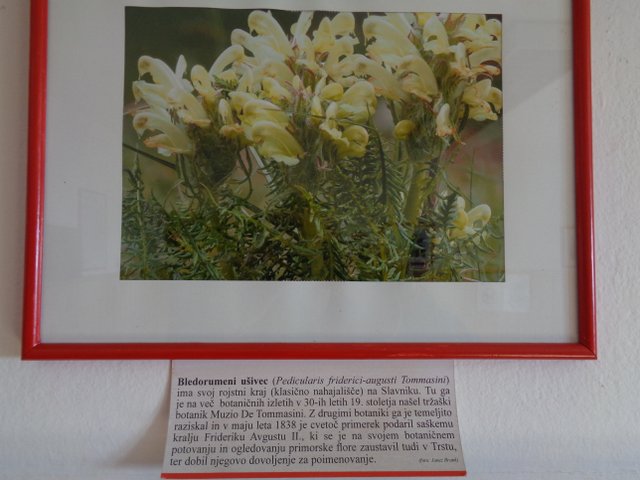 Bledorumeni ušivec (Pedicularis friderici-augusti Tommasini)
ima svoj rojstni kraj (klasično nahajališče) na Slavniku. Tu ga
je na več botaničnih izletih v 30-ih letih 19. stoletja našel tržaški
botanik Muzio De Tommasini. Z drugimi botaniki ga je temeljito
raziskal in v maju leta 1838 je cvetoč primerek podaril saškemu
kralju Frideriku Avgustu II., ki se je na svojem botaničnem
potovanju in ogledovanju primorske flore zaustavil tudi v Trstu,
ter dobil njegovo dovoljenje za poimenovanje.